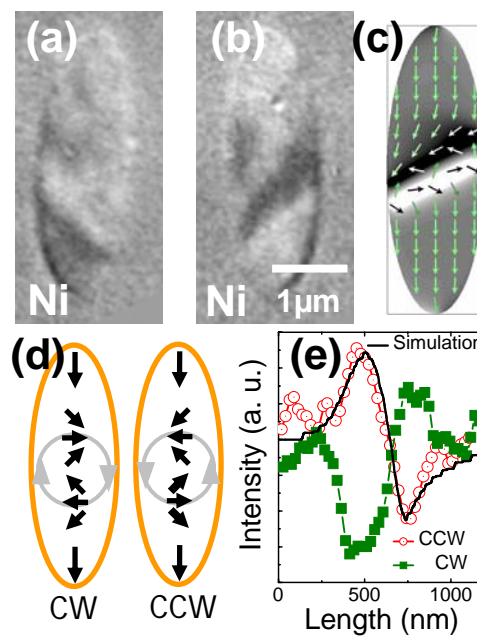 (a)
(b)
(c)
Ni
Ni
1µm
(d)
CW
CCW
(e)
Simulation
CCW
CW
Intensity (a. u.)
0
500
1000
Length (nm)